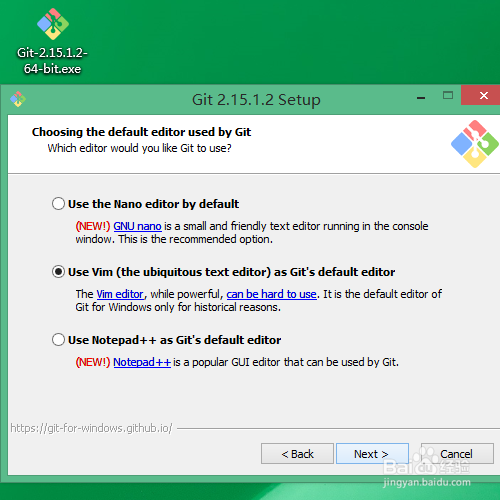 Git-2.15.1.2-
64-bit.exe
Git 2.15.1.2 Setup
Choosing the default editor used by Git
Which editor would you like Git to use?
Use the Nano editor by default
(NEW!) GNU nano is a small and friendly text editor running in the console
window. This is the recommended option.
Use Vim (the ubiquitous text editor) as Git's default editor
The Vim editor, while powerful, can be hard to use. It is the default editor of
Git for Windows only for historical reasons.
Use Notepad++ as Git's default editor
(NEW!) Notepad++ is a popular GUI editor that can be used by Git.
https://git-for-windows.github.io/
< Back
Next >
Cancel
Baidu 经验
jingyan.baidu.com